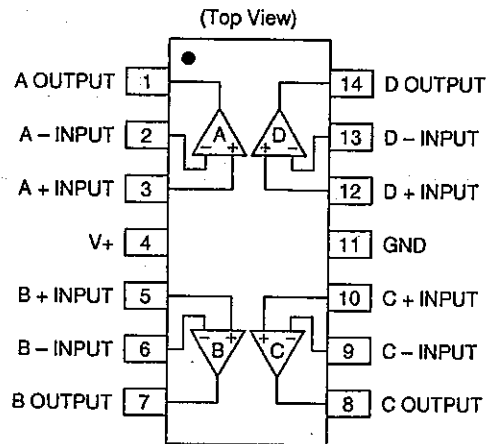 (Top View)
A OUTPUT 1 14 D OUTPUT
A – INPUT 2 A D 13 D – INPUT
A + INPUT 3 12 D + INPUT
V+ 4 11 GND
B + INPUT 5 10 C + INPUT
B – INPUT 6 B C 9 C – INPUT
B OUTPUT 7 8 C OUTPUT